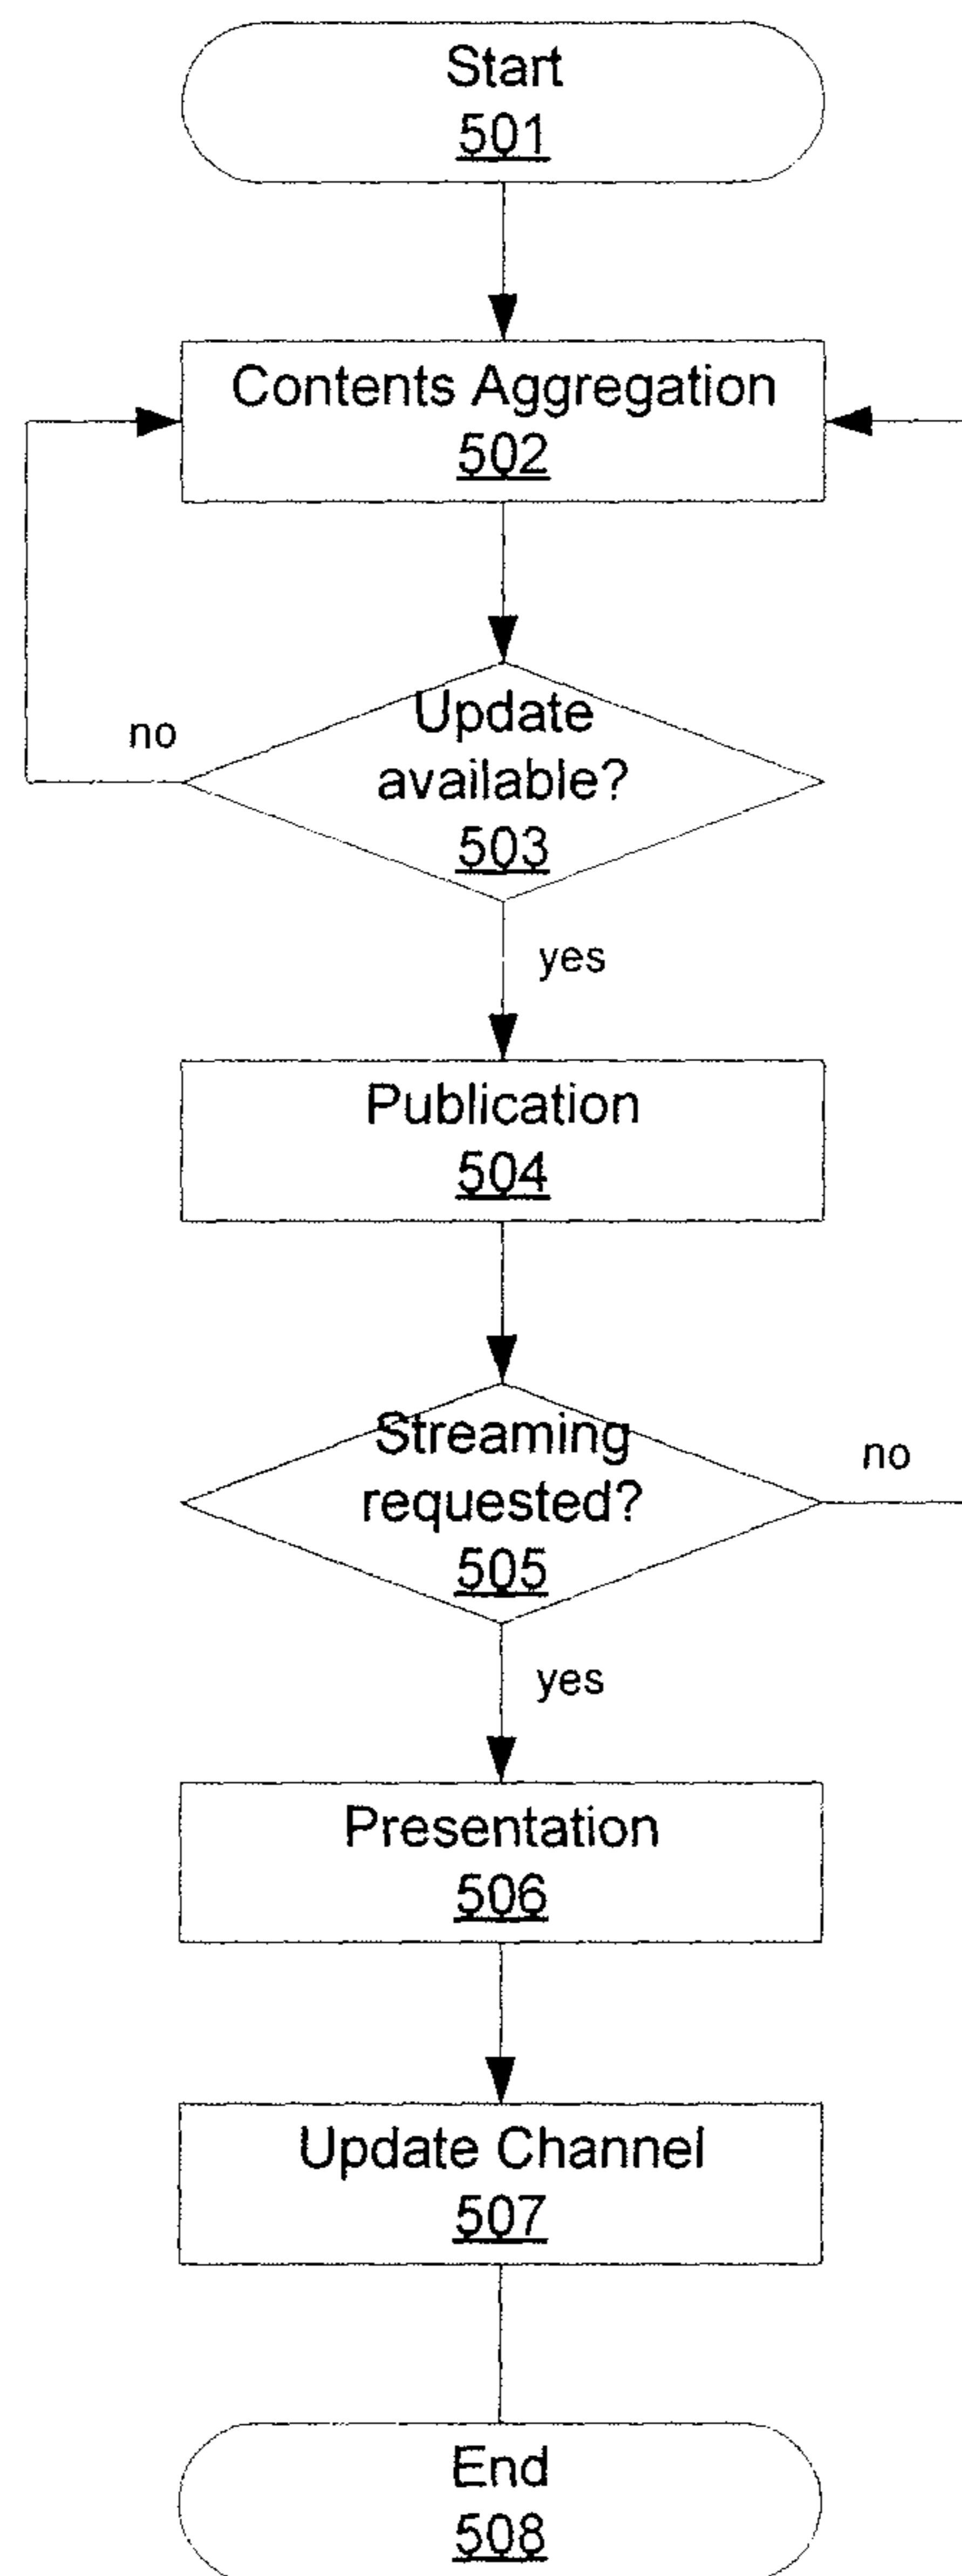 Start
501
Contents Aggregation
502
no
Update
available?
503
yes
Publication
504
Streaming
requested?
505
no
yes
Presentation
506
Update Channel
507
End
508